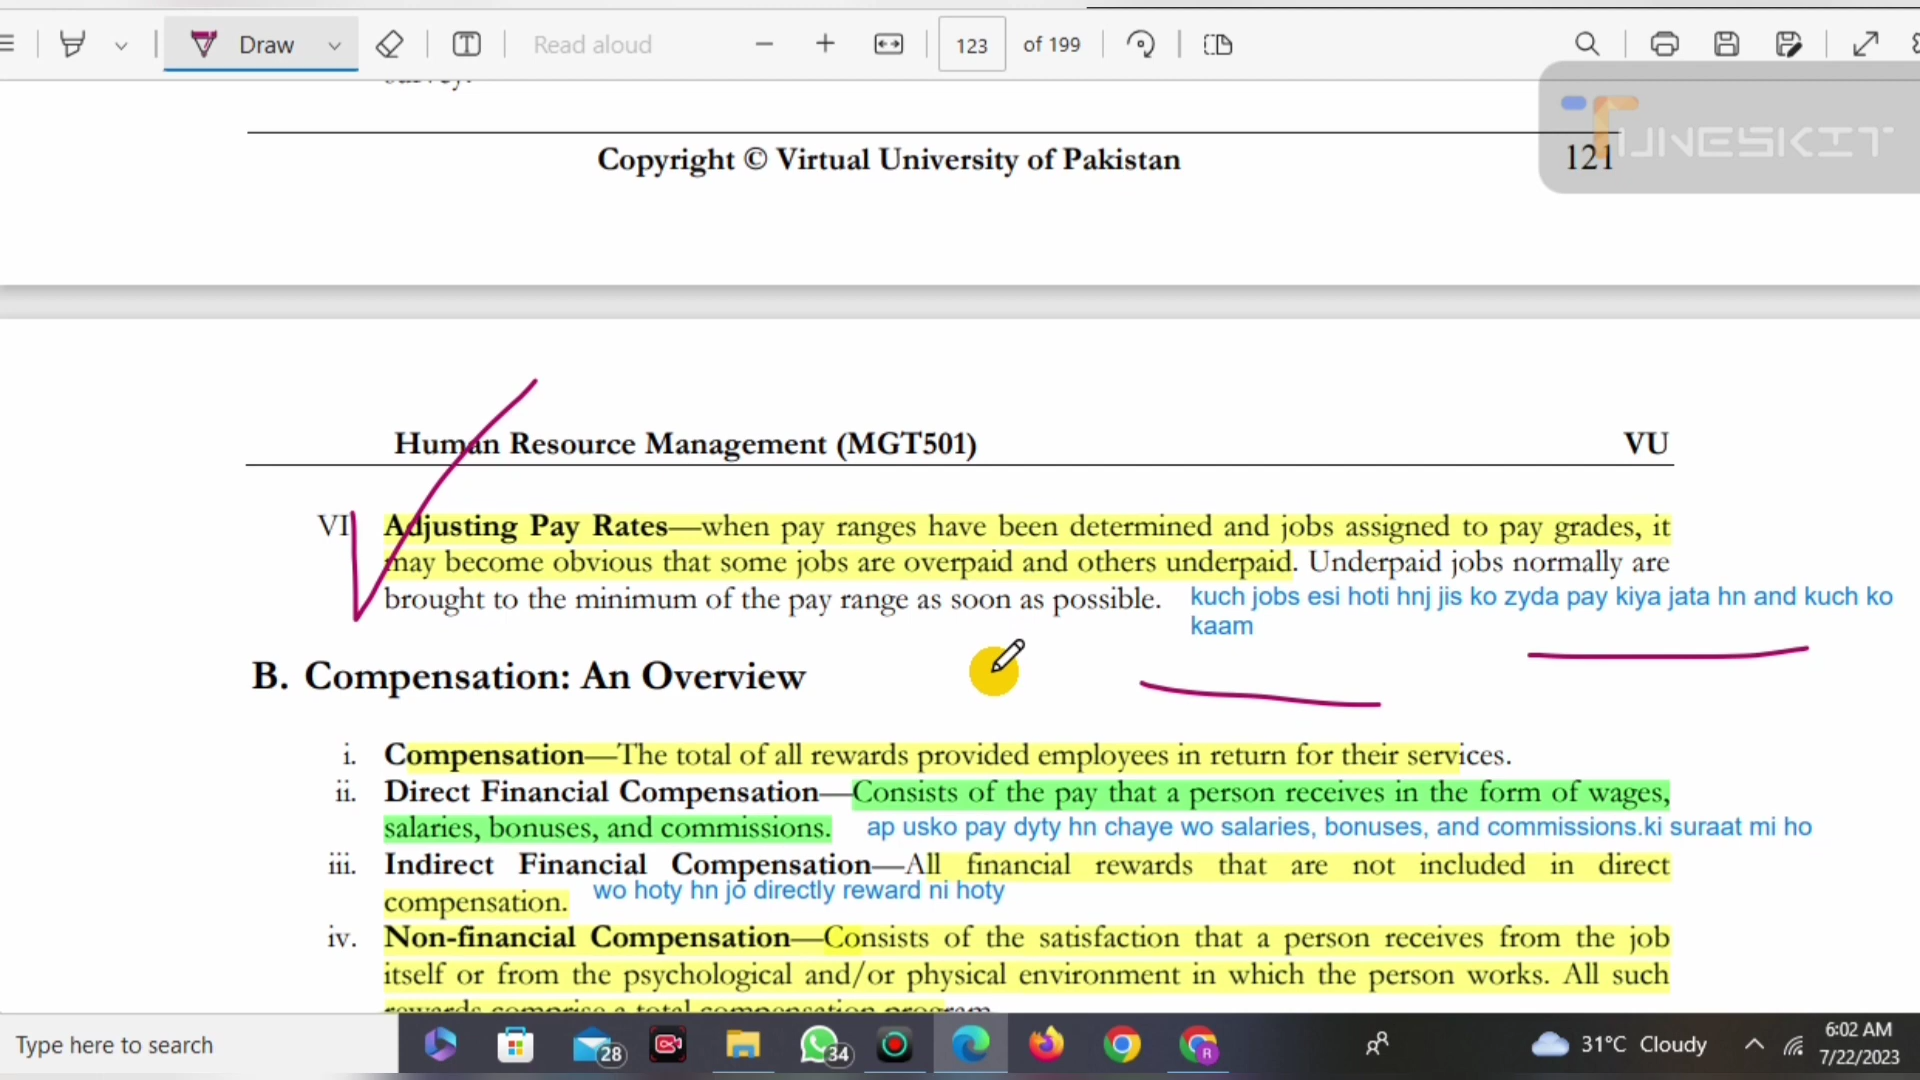 Draw
Read aloud
123
of 199
survey.
TUNESKIT
Copyright © Virtual University of Pakistan
121
Human Resource Management (MGT501)
VU
VI Adjusting Pay Rates—when pay ranges have been determined and jobs assigned to pay grades, it
may become obvious that some jobs are overpaid and others underpaid. Underpaid jobs normally are
brought to the minimum of the pay range as soon as possible.
kuch jobs esi hoti hnj jis ko zyda pay kiya jata hn and kuch ko
kaam
B. Compensation: An Overview
i. Compensation—The total of all rewards provided employees in return for their services.
ii. Direct Financial Compensation—Consists of the pay that a person receives in the form of wages,
salaries, bonuses, and commissions.
ap usko pay dyty hn chaye wo salaries, bonuses, and commissions.ki suraat mi ho
iii. Indirect Financial Compensation—All financial rewards that are not included in direct
compensation.
wo hoty hn jo directly reward ni hoty
iv. Non-financial Compensation—Consists of the satisfaction that a person receives from the job
itself or from the psychological and/or physical environment in which the person works. All such
rewards comprise a total compensation program
Type here to search
28
34
R
31°C Cloudy
6:02 AM
7/22/2023